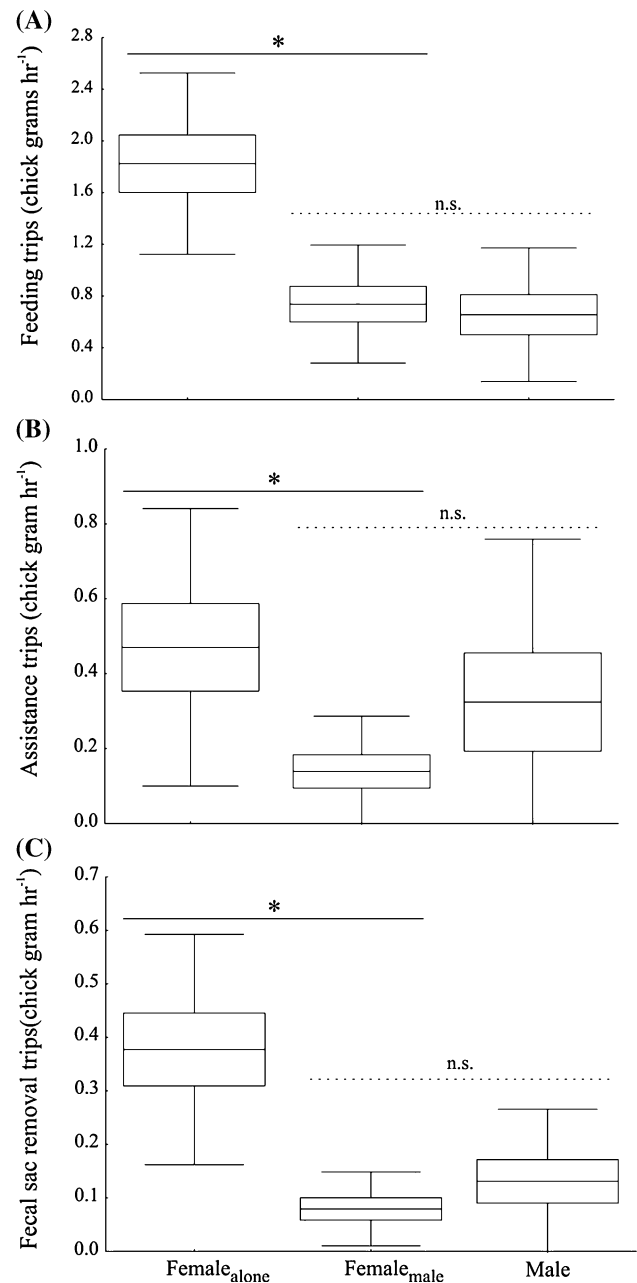 (A)
Feeding trips (chick grams hr⁻¹)
2.8
2.4
2.0
1.6
1.2
0.8
0.4
0.0
*
n.s.
(B)
Assistance trips (chick gram hr⁻¹)
1.0
0.8
0.6
0.4
0.2
0.0
*
n.s.
(C)
Fecal sac removal trips(chick gram hr⁻¹)
0.7
0.6
0.5
0.4
0.3
0.2
0.1
0.0
*
n.s.
Female_alone Female_male Male